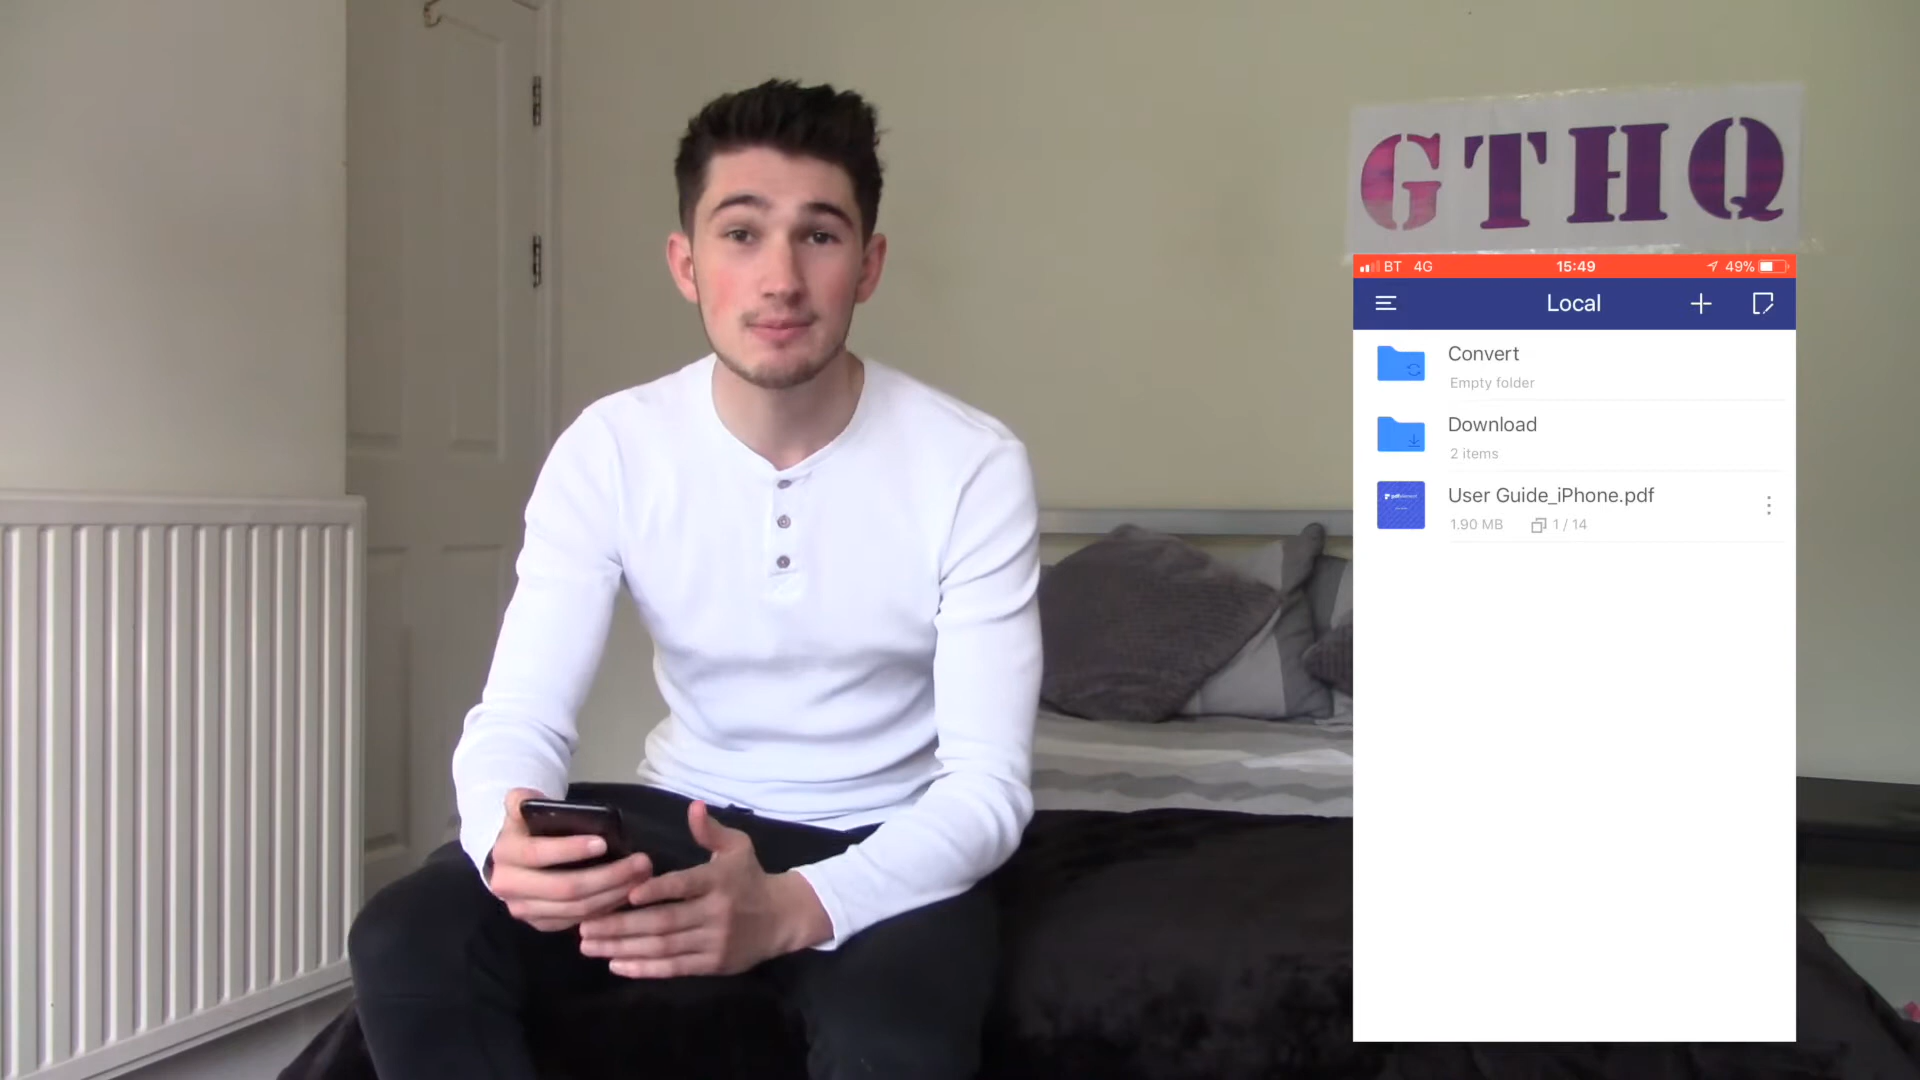 GTHQ
BT 4G 15:49 49%
Local
Convert
Empty folder
Download
2 items
User Guide_iPhone.pdf
1.90 MB 1 / 14